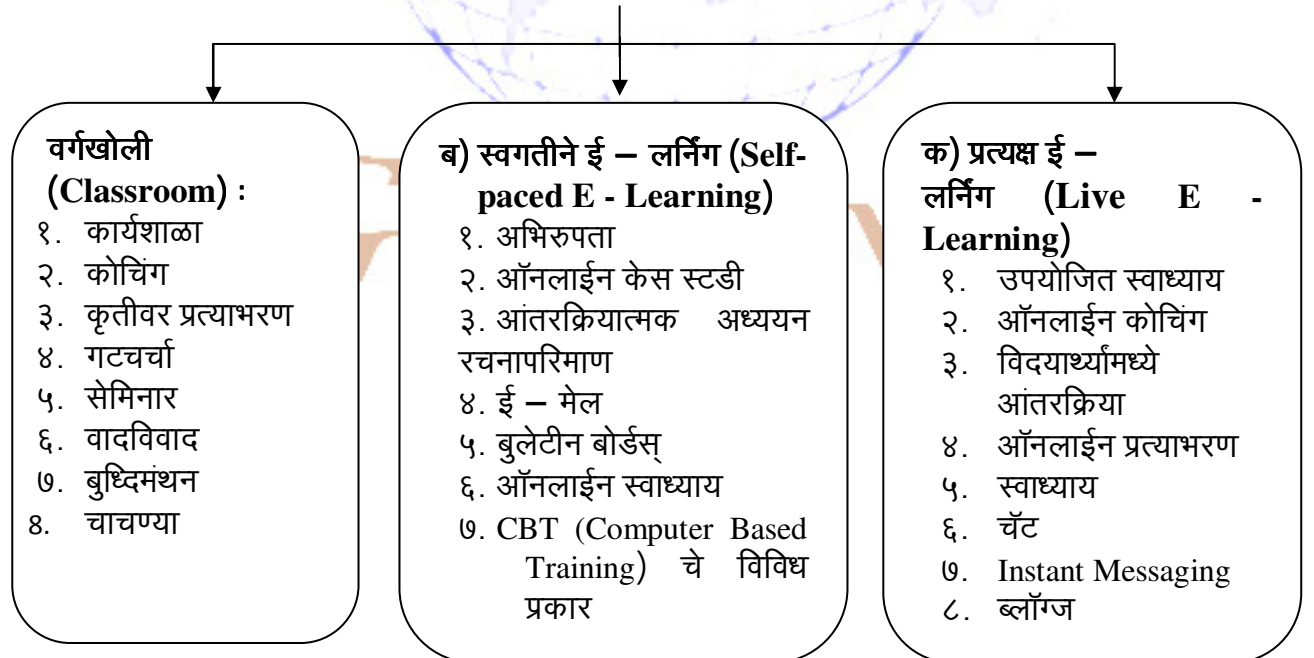 वर्गखोली
(Classroom) :
१. कार्यशाळा
२. कोचिंग
३. कृतीवर प्रत्याभरण
४. गटचर्चा
५. सेमिनार
६. वादविवाद
७. बुध्दिमंथन
8. चाचण्या
ब) स्वगतीने ई – लर्निंग (Self-
paced E - Learning)
१. अभिरुपता
२. ऑनलाईन केस स्टडी
३. आंतरक्रियात्मक अध्ययन
रचनापरिमाण
४. ई – मेल
५. बुलेटीन बोर्डस्
६. ऑनलाईन स्वाध्याय
७. CBT (Computer Based
Training) चे विविध
प्रकार
क) प्रत्यक्ष ई –
लर्निंग (Live E -
Learning)
१. उपयोजित स्वाध्याय
२. ऑनलाईन कोचिंग
३. विदयार्थ्यांमध्ये
आंतरक्रिया
४. ऑनलाईन प्रत्याभरण
५. स्वाध्याय
६. चॅट
७. Instant Messaging
८. ब्लॉग्ज